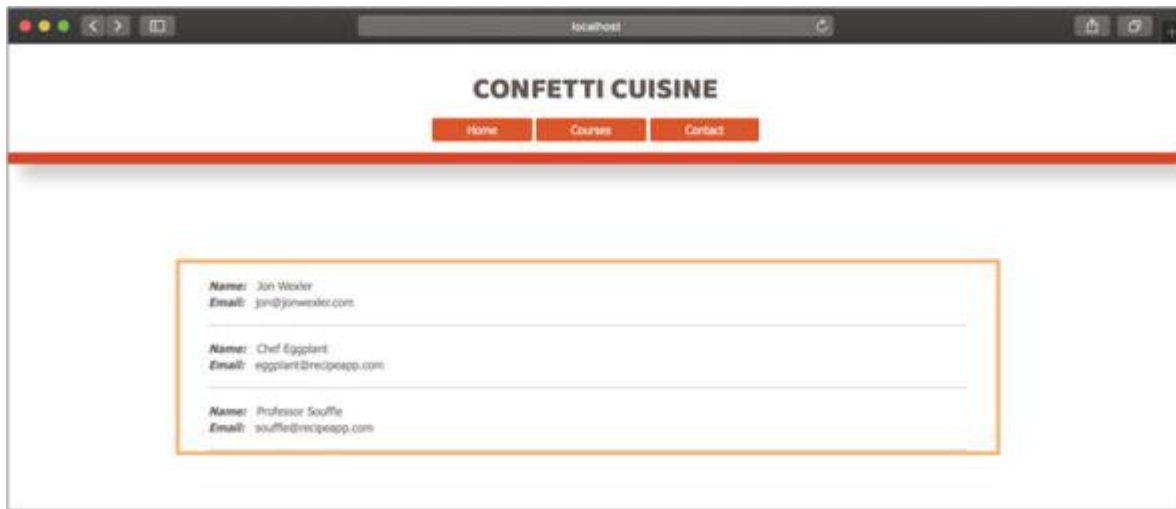 localhost
CONFETTI CUISINE
Home Courses Contact
Name: Jon Wexler
Email: jon@jonwexler.com
Name: Chef Eggplant
Email: eggplant@recipeapp.com
Name: Professor Souffle
Email: souffle@recipeapp.com